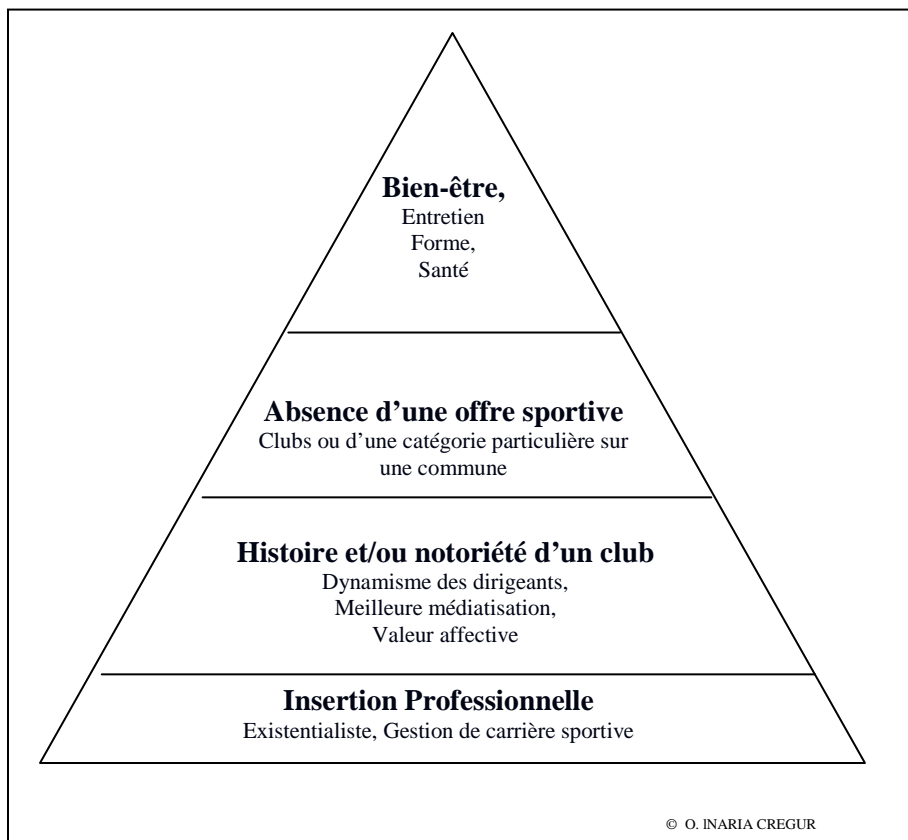 Bien-être,
Entretien
Forme,
Santé
Absence d’une offre sportive
Clubs ou d’une catégorie particulière sur
une commune
Histoire et/ou notoriété d’un club
Dynamisme des dirigeants,
Meilleure médiatisation,
Valeur affective
Insertion Professionnelle
Existentialiste, Gestion de carrière sportive
© O. lNARIA CREGUR